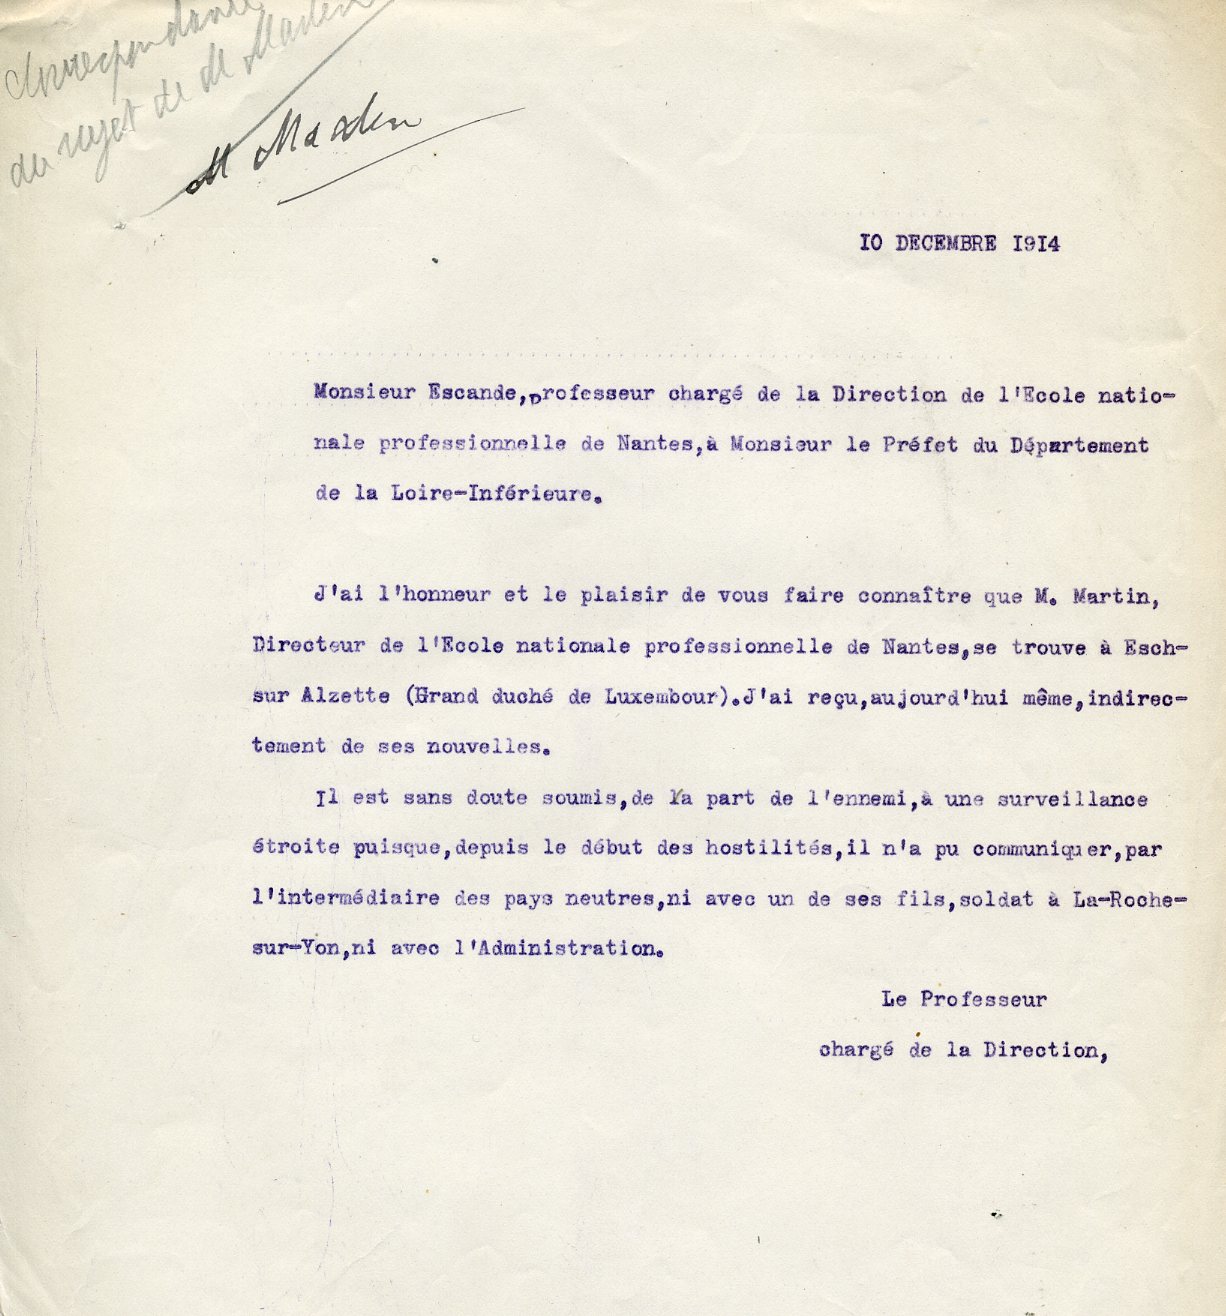 Correspondance
au sujet de M Martin
M Martin
10 DECEMBRE 1914
Monsieur Escande,professeur chargé de la Direction de l'Ecole natio-
nale professionnelle de Nantes,à Monsieur le Préfet du Département
de la Loire-Inférieure.
J'ai l'honneur et le plaisir de vous faire connaître que M. Martin,
Directeur de l'Ecole nationale professionnelle de Nantes,se trouve à Esch-
sur Alzette (Grand duché de Luxembour).J'ai reçu,aujourd'hui même,indirec-
tement de ses nouvelles.
Il est sans doute soumis,de la part de l'ennemi,à une surveillance
étroite puisque,depuis le début des hostilités,il n'a pu communiquer,par
l'intermédiaire des pays neutres,ni avec un de ses fils,soldat à La-Roche-
sur-Yon,ni avec l'Administration.
Le Professeur
chargé de la Direction,